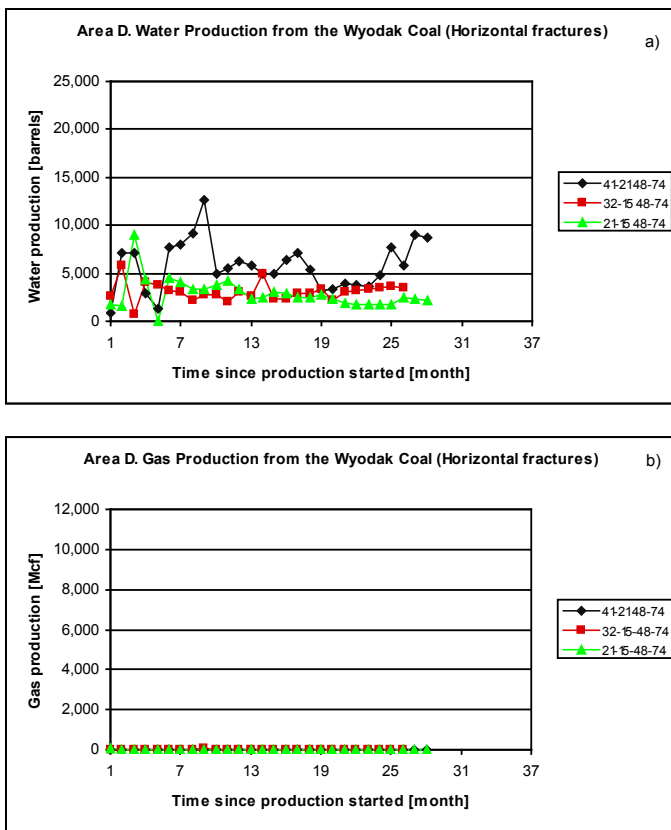 Area D. Water Production from the Wyodak Coal (Horizontal fractures)
a)
25,000
20,000
15,000
10,000
5,000
0
Water production [barrels]
1 7 13 19 25 31 37
Time since production started [month]
41-2148-74
32-15 48-74
21-15 48-74
Area D. Gas Production from the Wyodak Coal (Horizontal fractures)
b)
12,000
10,000
8,000
6,000
4,000
2,000
0
Gas production [Mcf]
1 7 13 19 25 31 37
Time since production started [month]
41-2148-74
32-15-48-74
21-15-48-74